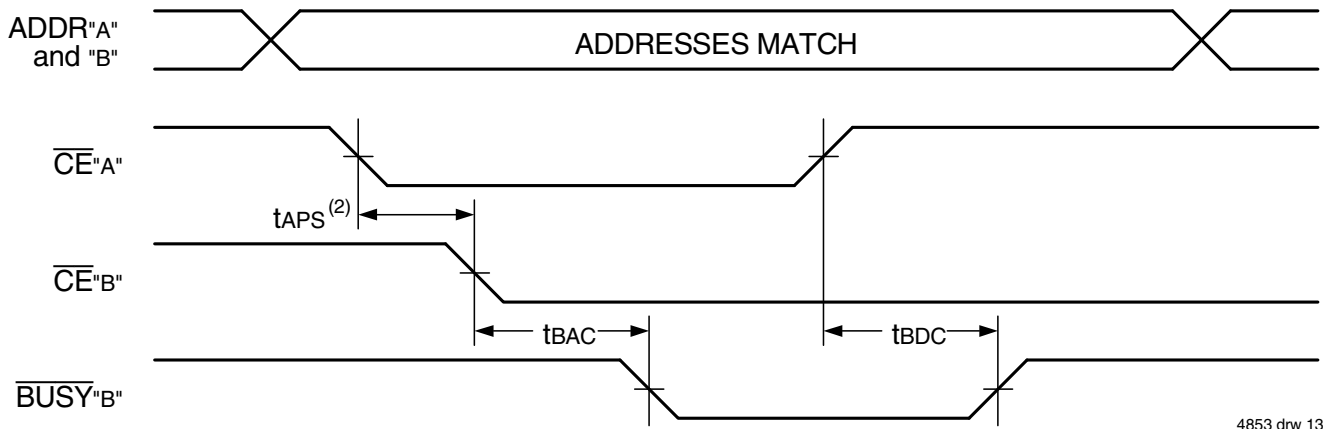 ADDR"A"
and "B"
ADDRESSES MATCH
CE"A"
tAPS(2)
CE"B"
tBAC
tBDC
BUSY"B"
4853 drw 13